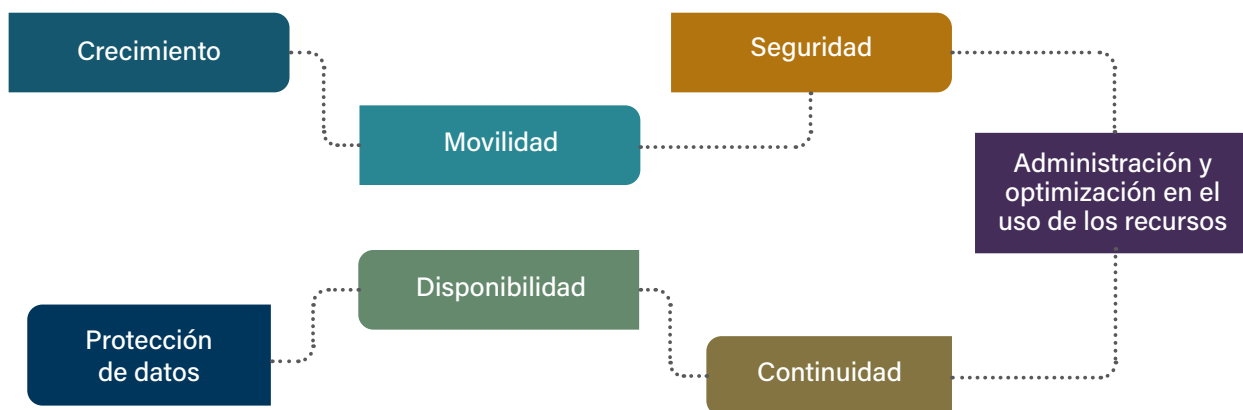 Crecimiento
Seguridad
Movilidad
Administración y
optimización en el
uso de los recursos
Disponibilidad
Protección
de datos
Continuidad